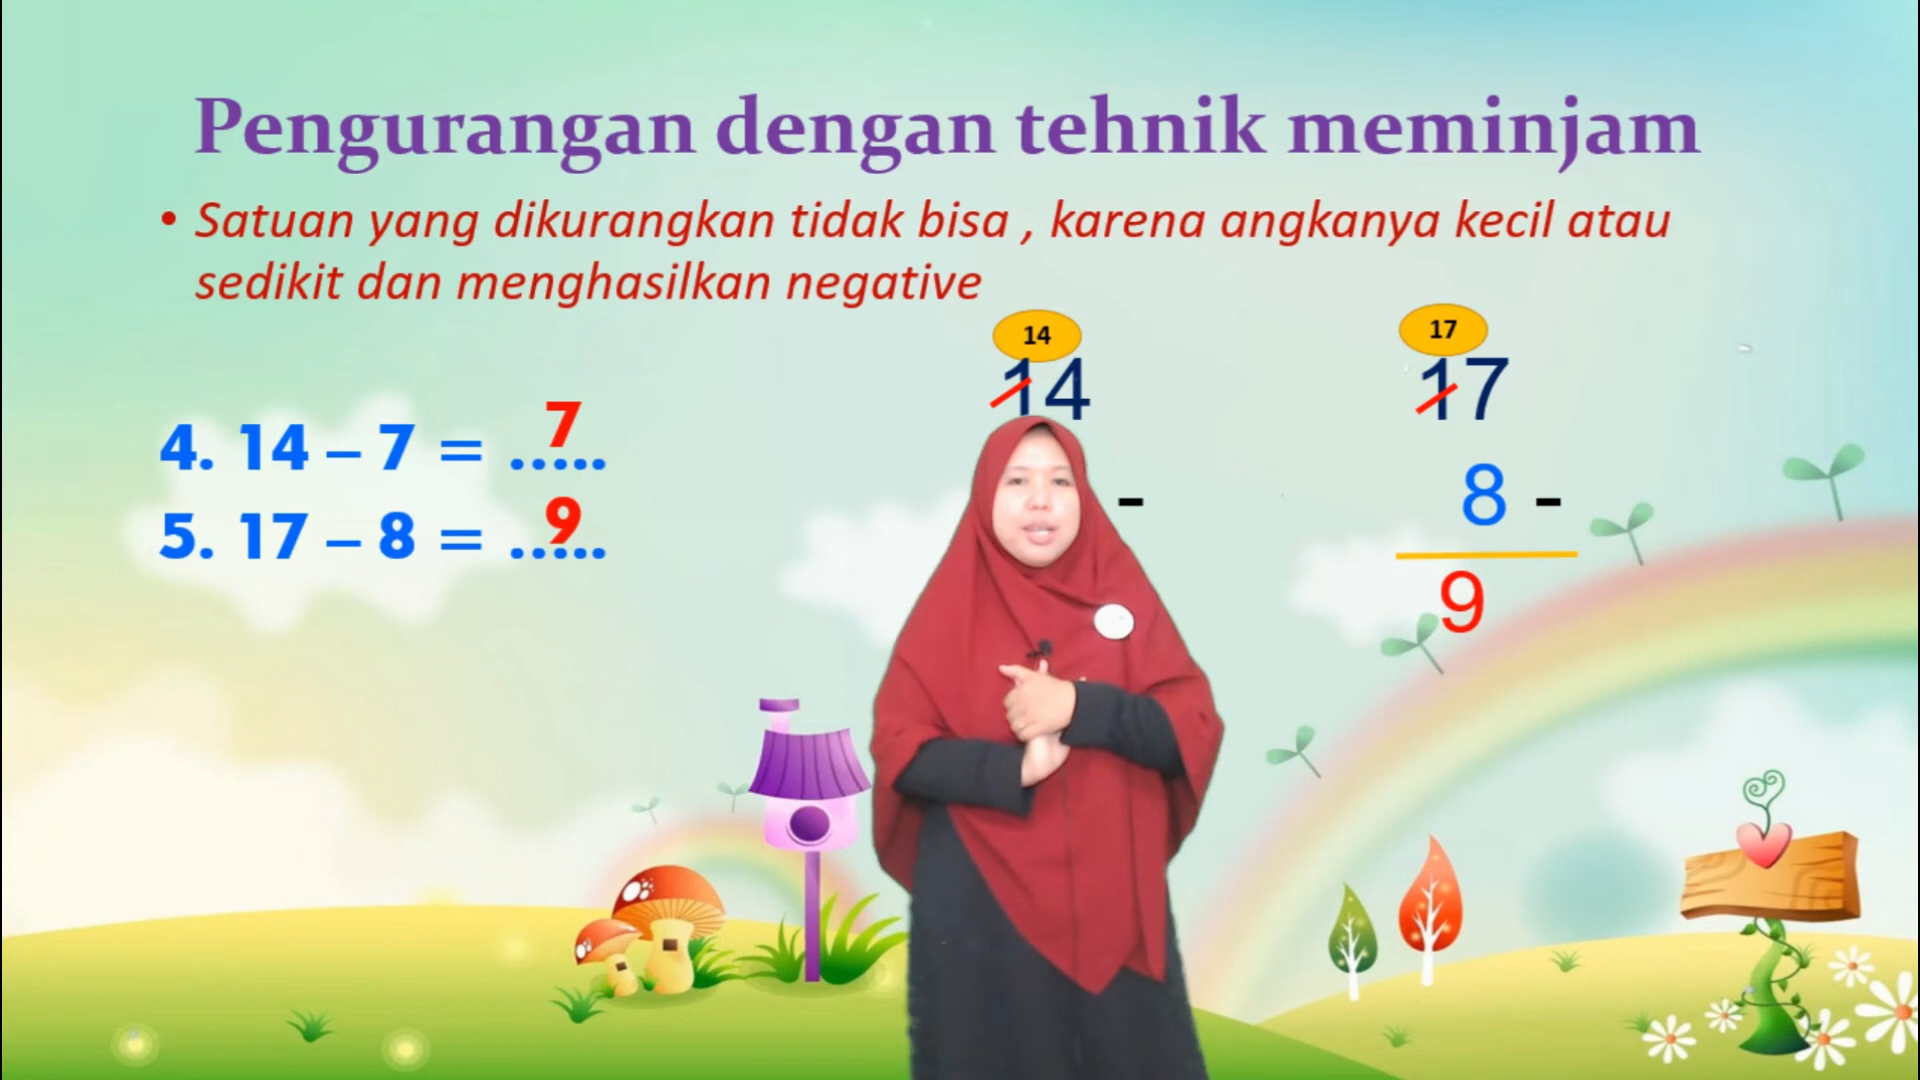 Pengurangan dengan tehnik meminjam
• Satuan yang dikurangkan tidak bisa , karena angkanya kecil atau
sedikit dan menghasilkan negative
4. 14 – 7 = ..... 7
5. 17 – 8 = ..... 9
14
14
-
17
17
8 -
9